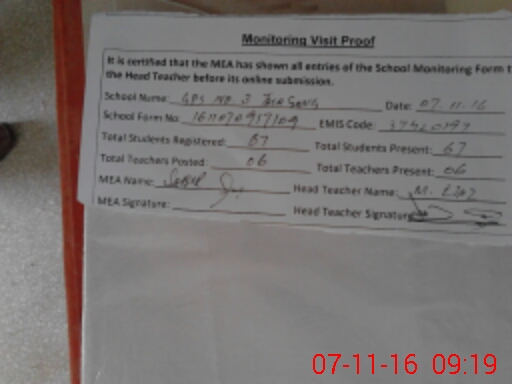 Monitoring Visit Proof
It is certified that the MEA has shown all entries of the School Monitoring Form t
the Head Teacher before its online submission.
School Name: GPS No. 3 Date: 07.11-16
School Form No: EMIS Code:
Total Students Registered: 87 Total Students Present: 67
Total Teachers Posted: 06 Total Teachers Present: 06
MEA Name: Head Teacher Name: M.
MEA Signature: Head Teacher Signature
07-11-16 09:19